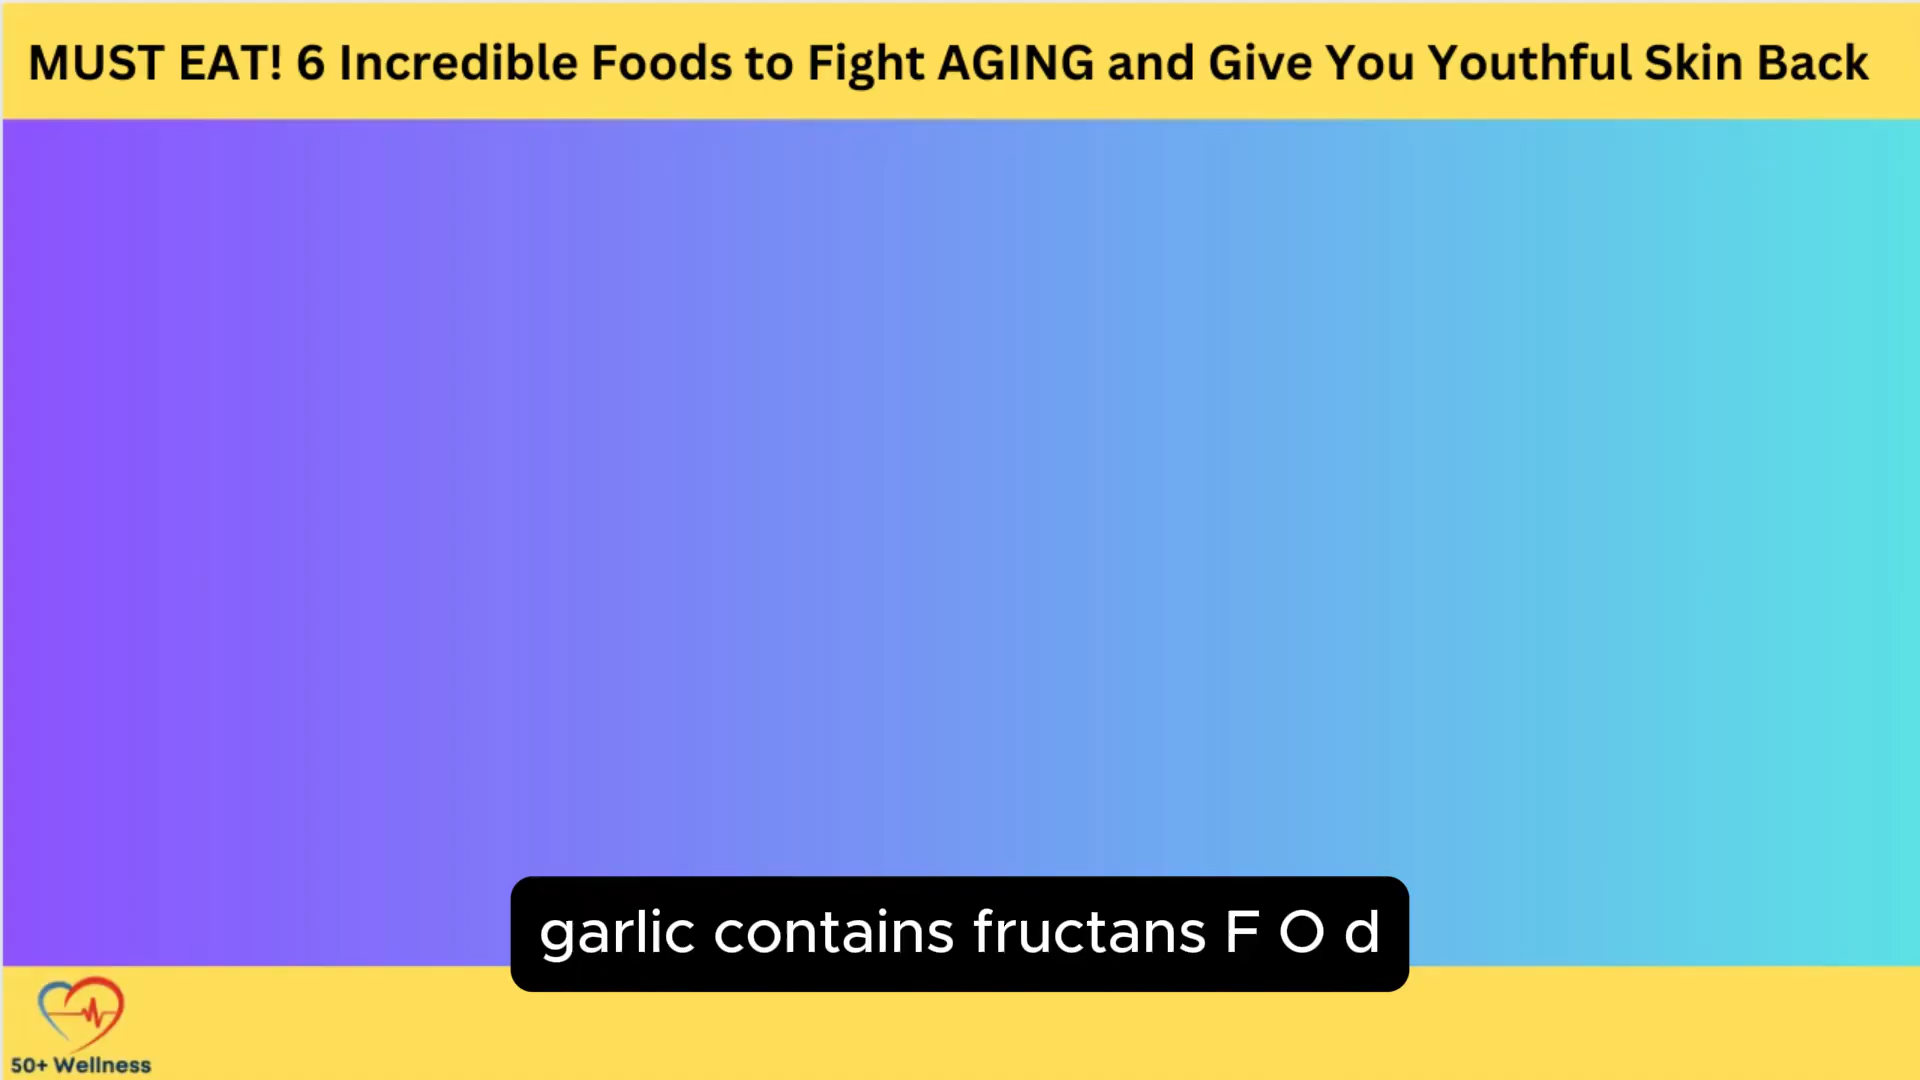 MUST EAT! 6 Incredible Foods to Fight AGING and Give You Youthful Skin Back
garlic contains fructans F O d
50+ Wellness